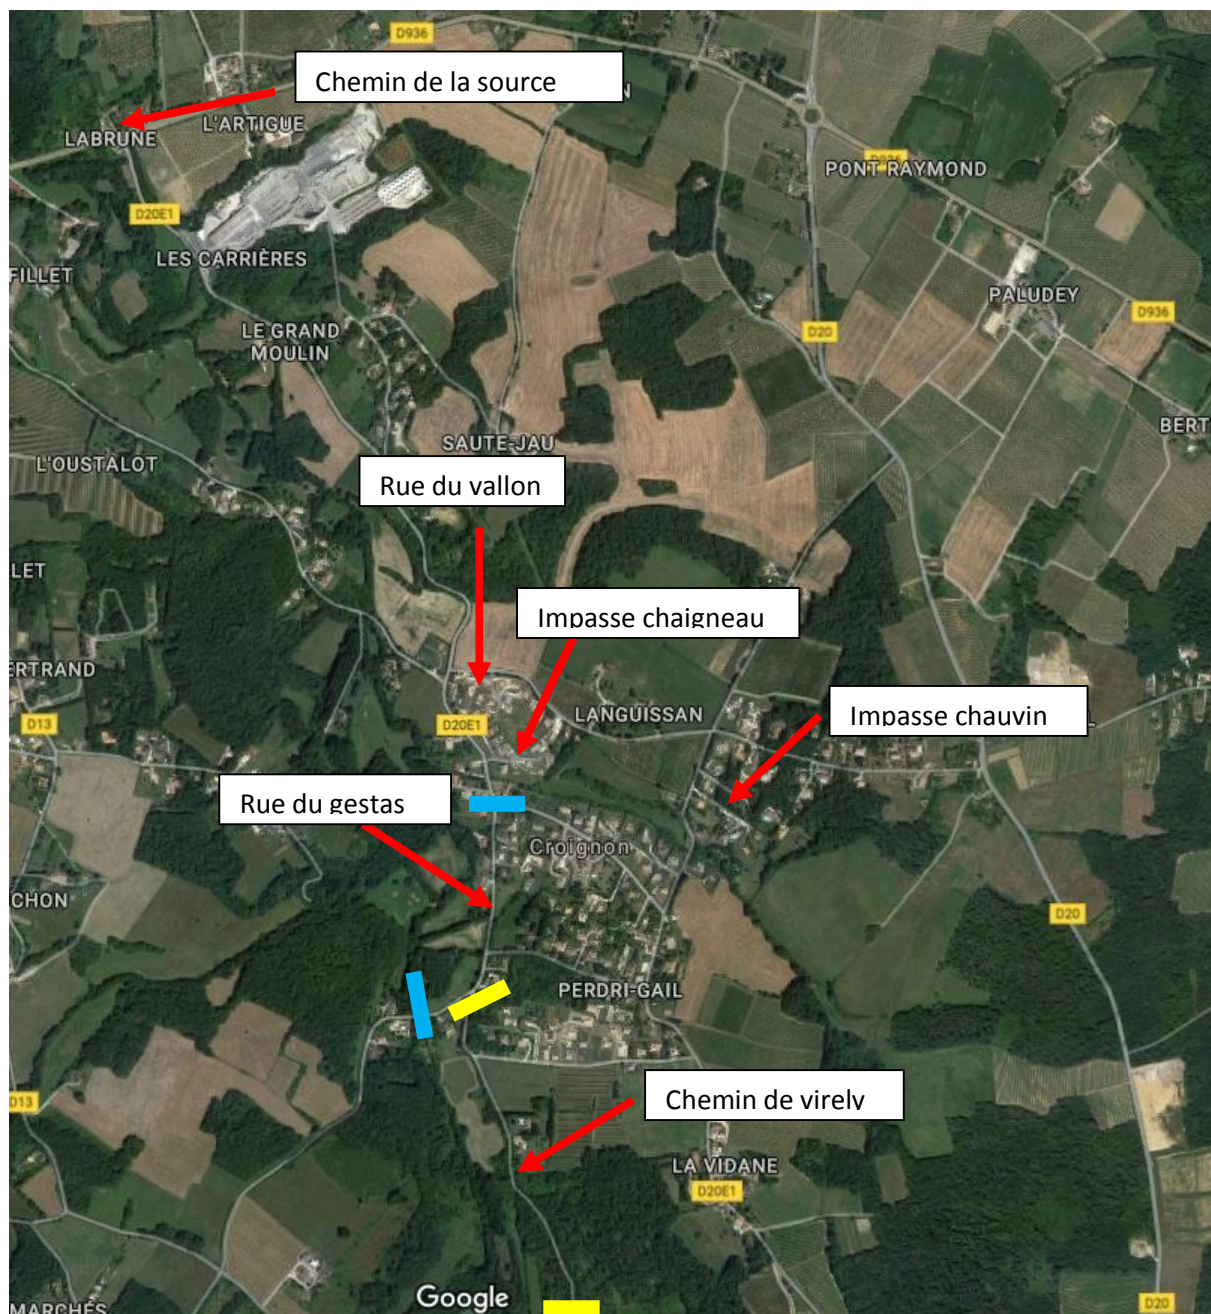 D936
Chemin de la source
N
L'ARTIGUE
LABRUNE
D936
PONT RAYMOND
D20E1
LES CARRIÈRES
FILLET
PALUDEY
D936
LE GRAND
MOULIN
D20
SAUTE-JAU
BERT
L'OUSTALOT
Rue du vallon
LET
Impasse chaigneau
ERTRAND
D13
D20E1
LANGUISSAN
Impasse chauvin
L
Rue du gestas
Croignon
CHON
D20
PERDRI-GAIL
D13
Chemin de virely
LA VIDANE
D20E1
Google
MARCHÉS
D20